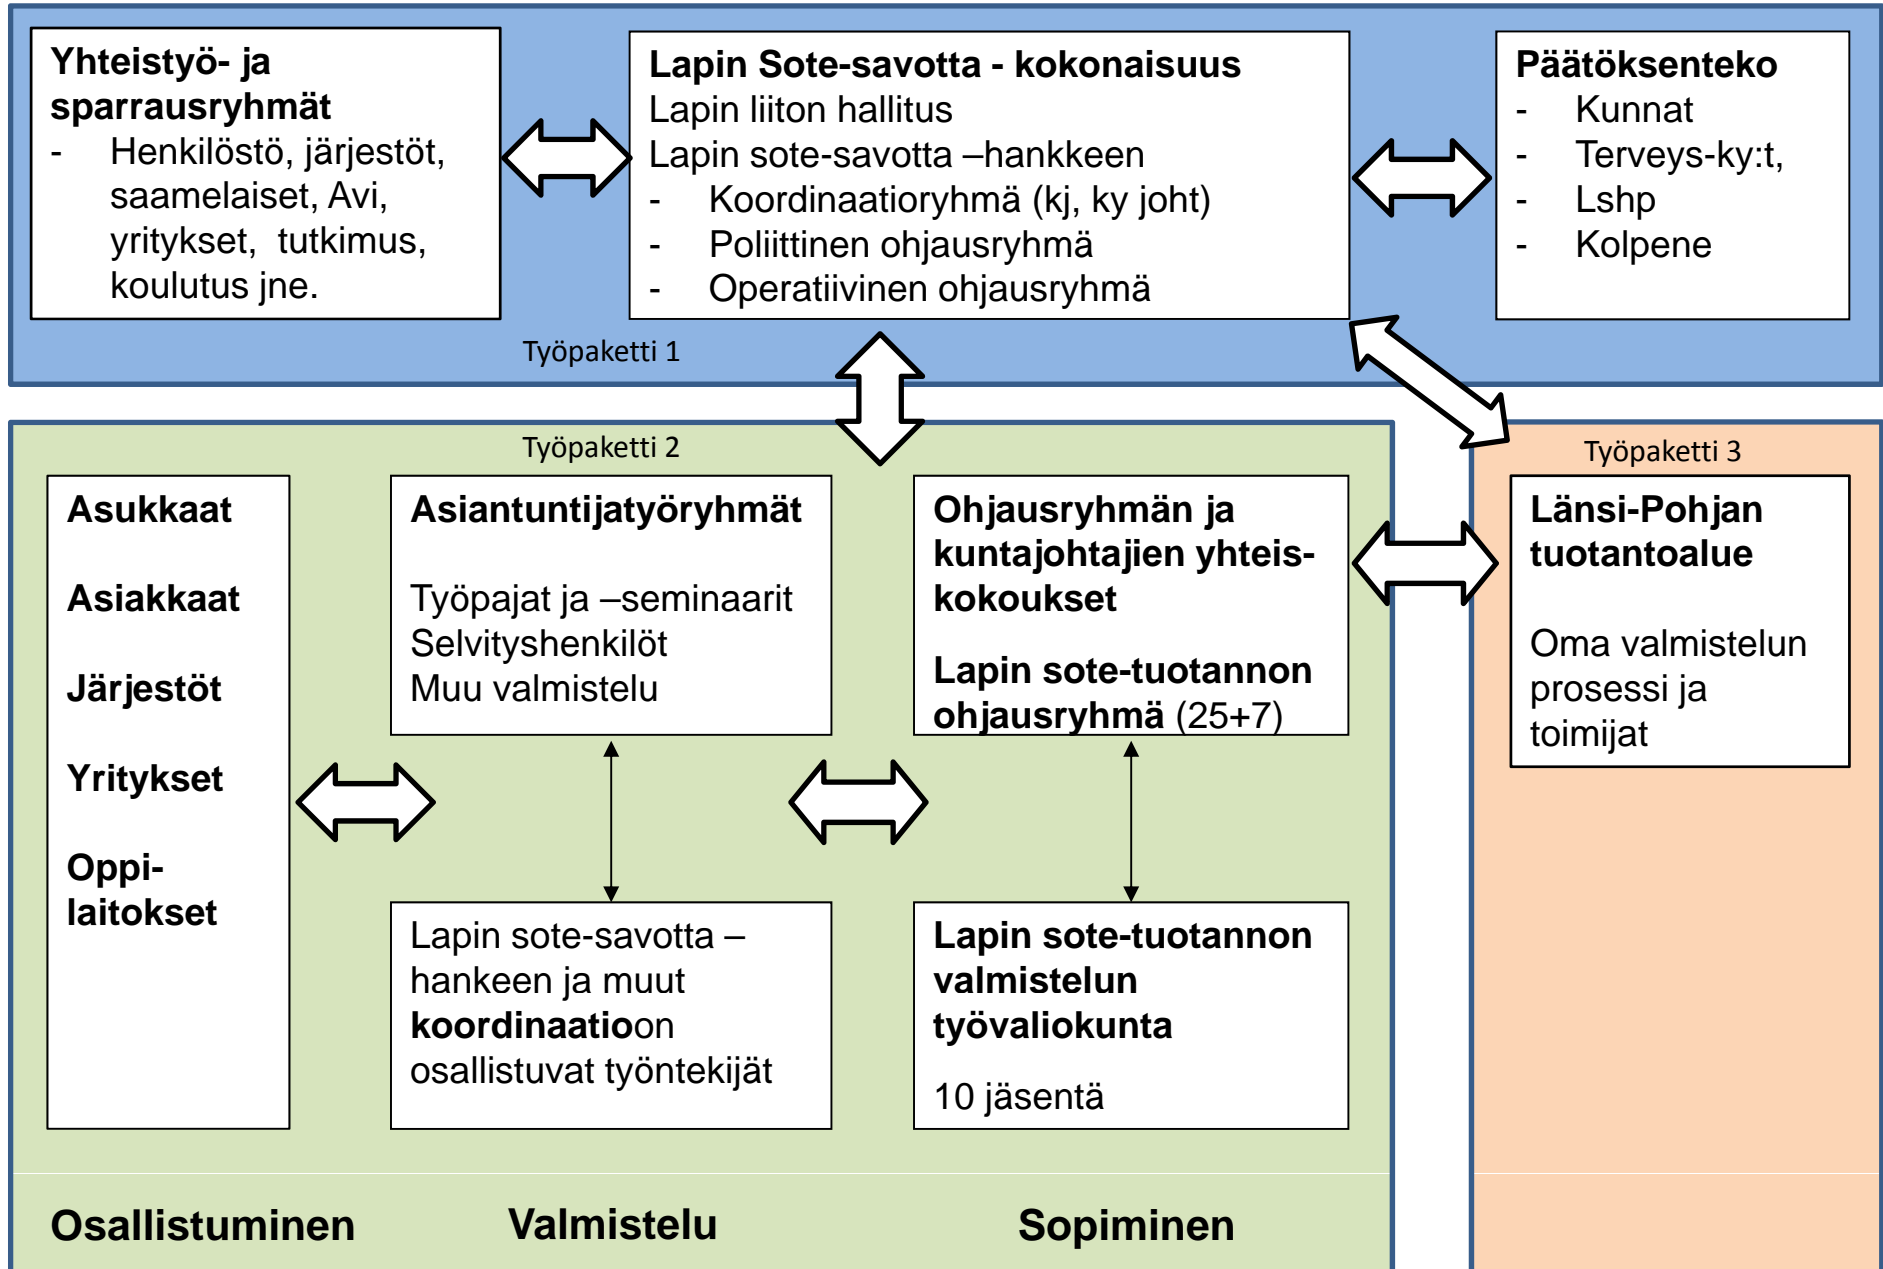 Yhteistyö- ja
sparrausryhmät
- Henkilöstö, järjestöt,
saamelaiset, Avi,
yritykset, tutkimus,
koulutus jne.
Lapin Sote-savotta - kokonaisuus
Lapin liiton hallitus
Lapin sote-savotta –hankkeen
- Koordinaatioryhmä (kj, ky joht)
- Poliittinen ohjausryhmä
- Operatiivinen ohjausryhmä
Päätöksenteko
- Kunnat
- Terveys-ky:t,
- Lshp
- Kolpene
Työpaketti 1
Työpaketti 2
Asukkaat
Asiakkaat
Järjestöt
Yritykset
Oppi-
laitokset
Asiantuntijatyöryhmät
Työpajat ja –seminaarit
Selvityshenkilöt
Muu valmistelu
Lapin sote-savotta –
hankeen ja muut
koordinaatioon
osallistuvat työntekijät
Ohjausryhmän ja
kuntajohtajien yhteis-
kokoukset
Lapin sote-tuotannon
ohjausryhmä (25+7)
Lapin sote-tuotannon
valmistelun
työvaliokunta
10 jäsentä
Työpaketti 3
Länsi-Pohjan
tuotantoalue
Oma valmistelun
prosessi ja
toimijat
Osallistuminen
Valmistelu
Sopiminen